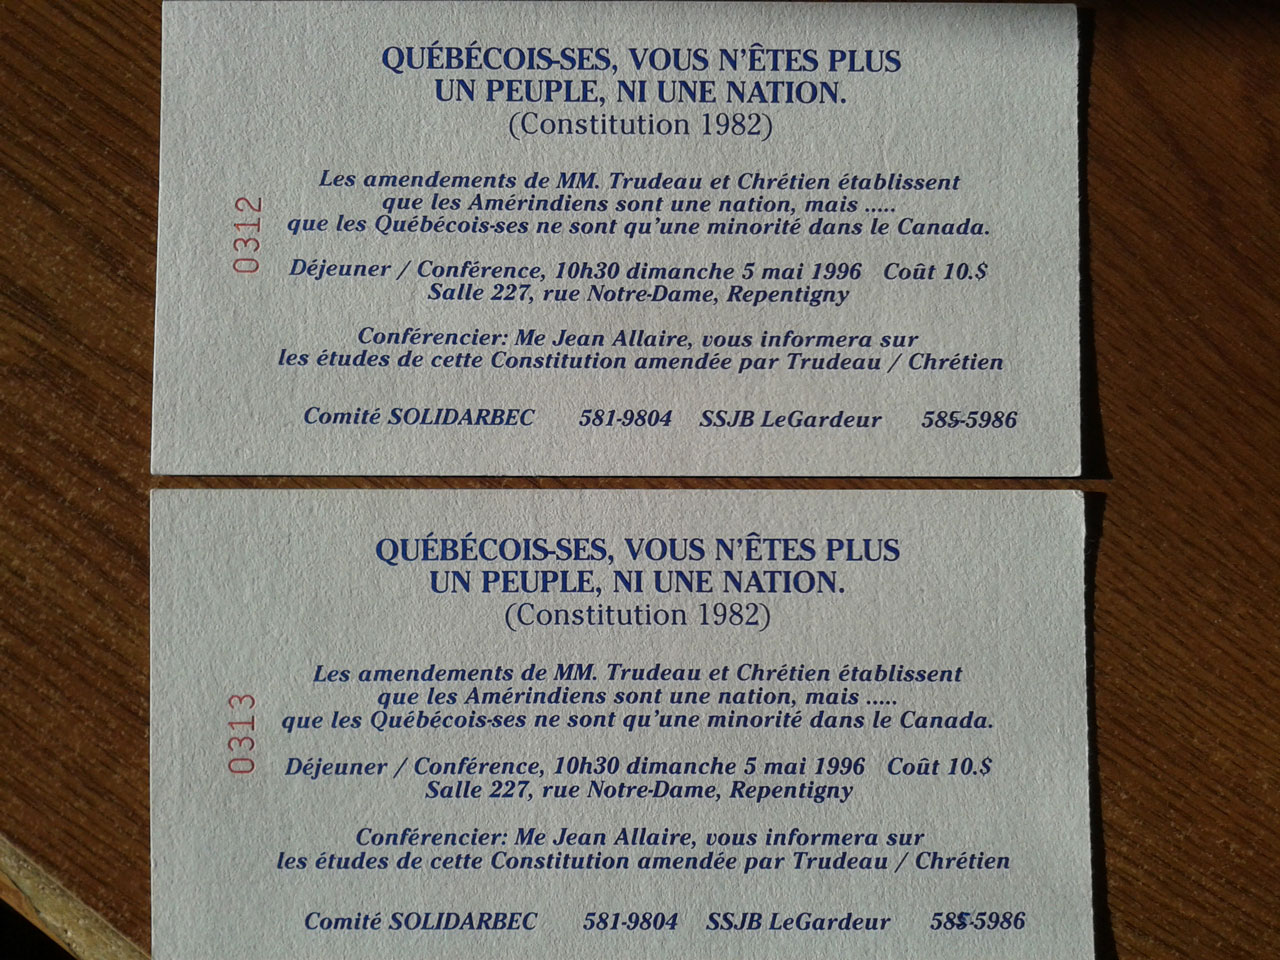 QUÉBÉCOIS-SES, VOUS N'ÊTES PLUS
UN PEUPLE, NI UNE NATION.
(Constitution 1982)
Les amendements de MM. Trudeau et Chrétien établissent
que les Amérindiens sont une nation, mais .....
que les Québécois-ses ne sont qu'une minorité dans le Canada.
0312
Déjeuner / Conférence, 10h30 dimanche 5 mai 1996 Coût 10.$
Salle 227, rue Notre-Dame, Repentigny
Conférencier: Me Jean Allaire, vous informera sur
les études de cette Constitution amendée par Trudeau / Chrétien
Comité SOLIDARBEC 581-9804 SSJB LeGardeur 585-5986
QUÉBÉCOIS-SES, VOUS N'ÊTES PLUS
UN PEUPLE, NI UNE NATION.
(Constitution 1982)
Les amendements de MM. Trudeau et Chrétien établissent
que les Amérindiens sont une nation, mais .....
que les Québécois-ses ne sont qu'une minorité dans le Canada.
0313
Déjeuner / Conférence, 10h30 dimanche 5 mai 1996 Coût 10.$
Salle 227, rue Notre-Dame, Repentigny
Conférencier: Me Jean Allaire, vous informera sur
les études de cette Constitution amendée par Trudeau / Chrétien
Comité SOLIDARBEC 581-9804 SSJB LeGardeur 585-5986